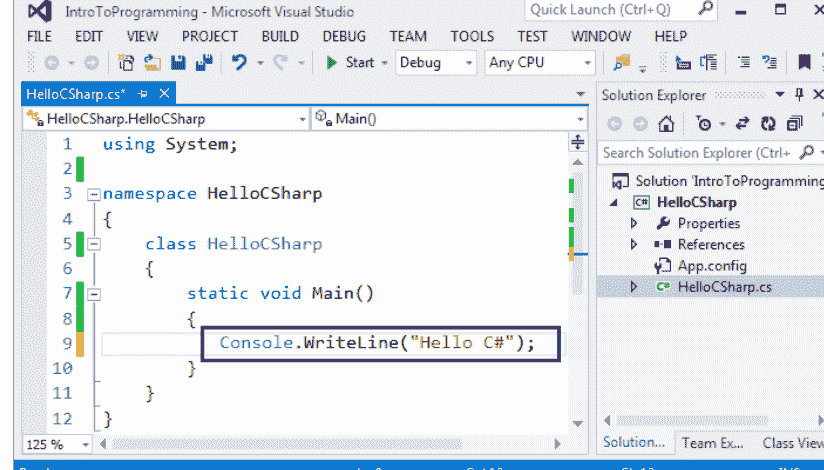 IntroToProgramming - Microsoft Visual Studio
Quick Launch (Ctrl+Q)
FILE EDIT VIEW PROJECT BUILD DEBUG TEAM TOOLS TEST WINDOW HELP
Start Debug Any CPU
HelloCSharp.cs*
HelloCSharp.HelloCSharp Main()
1 using System;
2
3 namespace HelloCSharp
4 {
5 class HelloCSharp
6 {
7 static void Main()
8 {
9 Console.WriteLine("Hello C#");
10 }
11 }
12 }
125 %
Solution Explorer
Search Solution Explorer (Ctrl+
Solution 'IntroToProgramming
C# HelloCSharp
Properties
References
App.config
C# HelloCSharp.cs
Solution... Team Ex... Class View